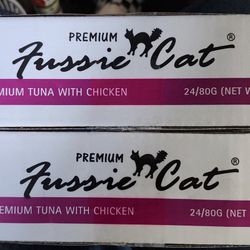 PREMIUM
Fussie Cat®
MIUM TUNA WITH CHICKEN 24/80G (NET W
PREMIUM
Fussie Cat®
EMIUM TUNA WITH CHICKEN 24/80G (NET